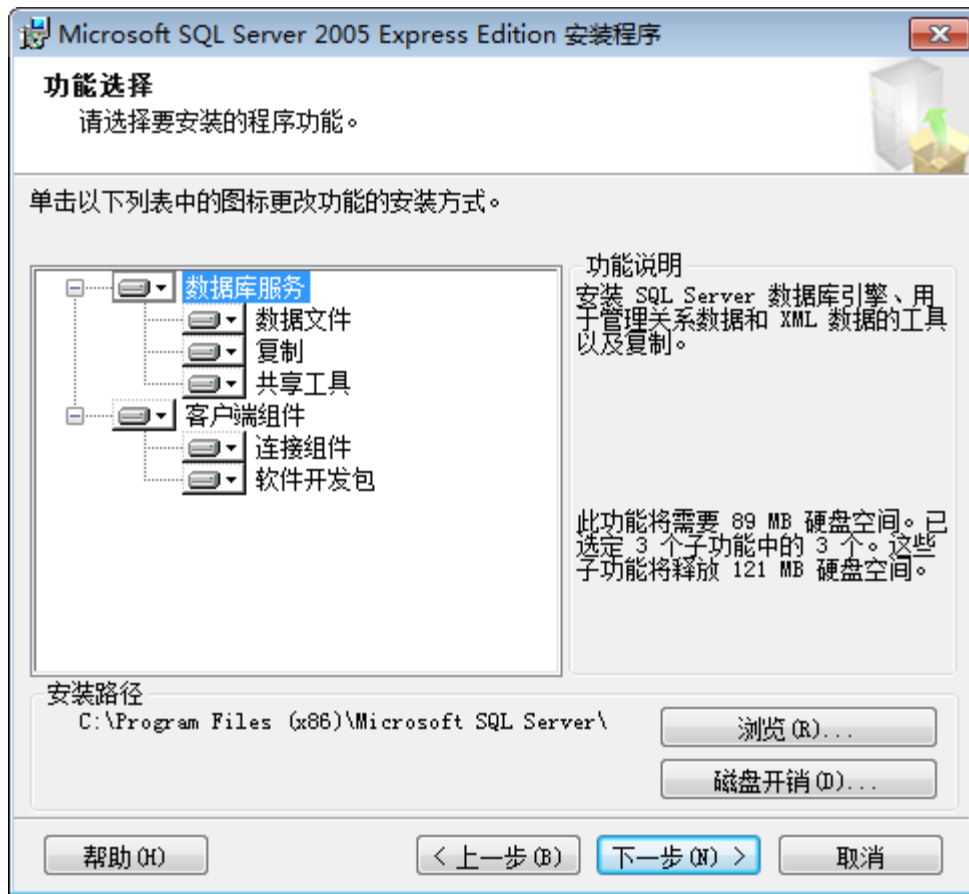 Microsoft SQL Server 2005 Express Edition 安装程序
功能选择
请选择要安装的程序功能。
单击以下列表中的图标更改功能的安装方式。
数据库服务
数据文件
复制
共享工具
客户端组件
连接组件
软件开发包
功能说明
安装 SQL Server 数据库引擎、用
于管理关系数据和 XML 数据的工具
以及复制。
此功能将需要 89 MB 硬盘空间。已
选定 3 个子功能中的 3 个。这些
子功能将释放 121 MB 硬盘空间。
安装路径
C:\Program Files (x86)\Microsoft SQL Server\
浏览(R)...
磁盘开销(D)...
帮助(H)
< 上一步(B)
下一步(N) >
取消